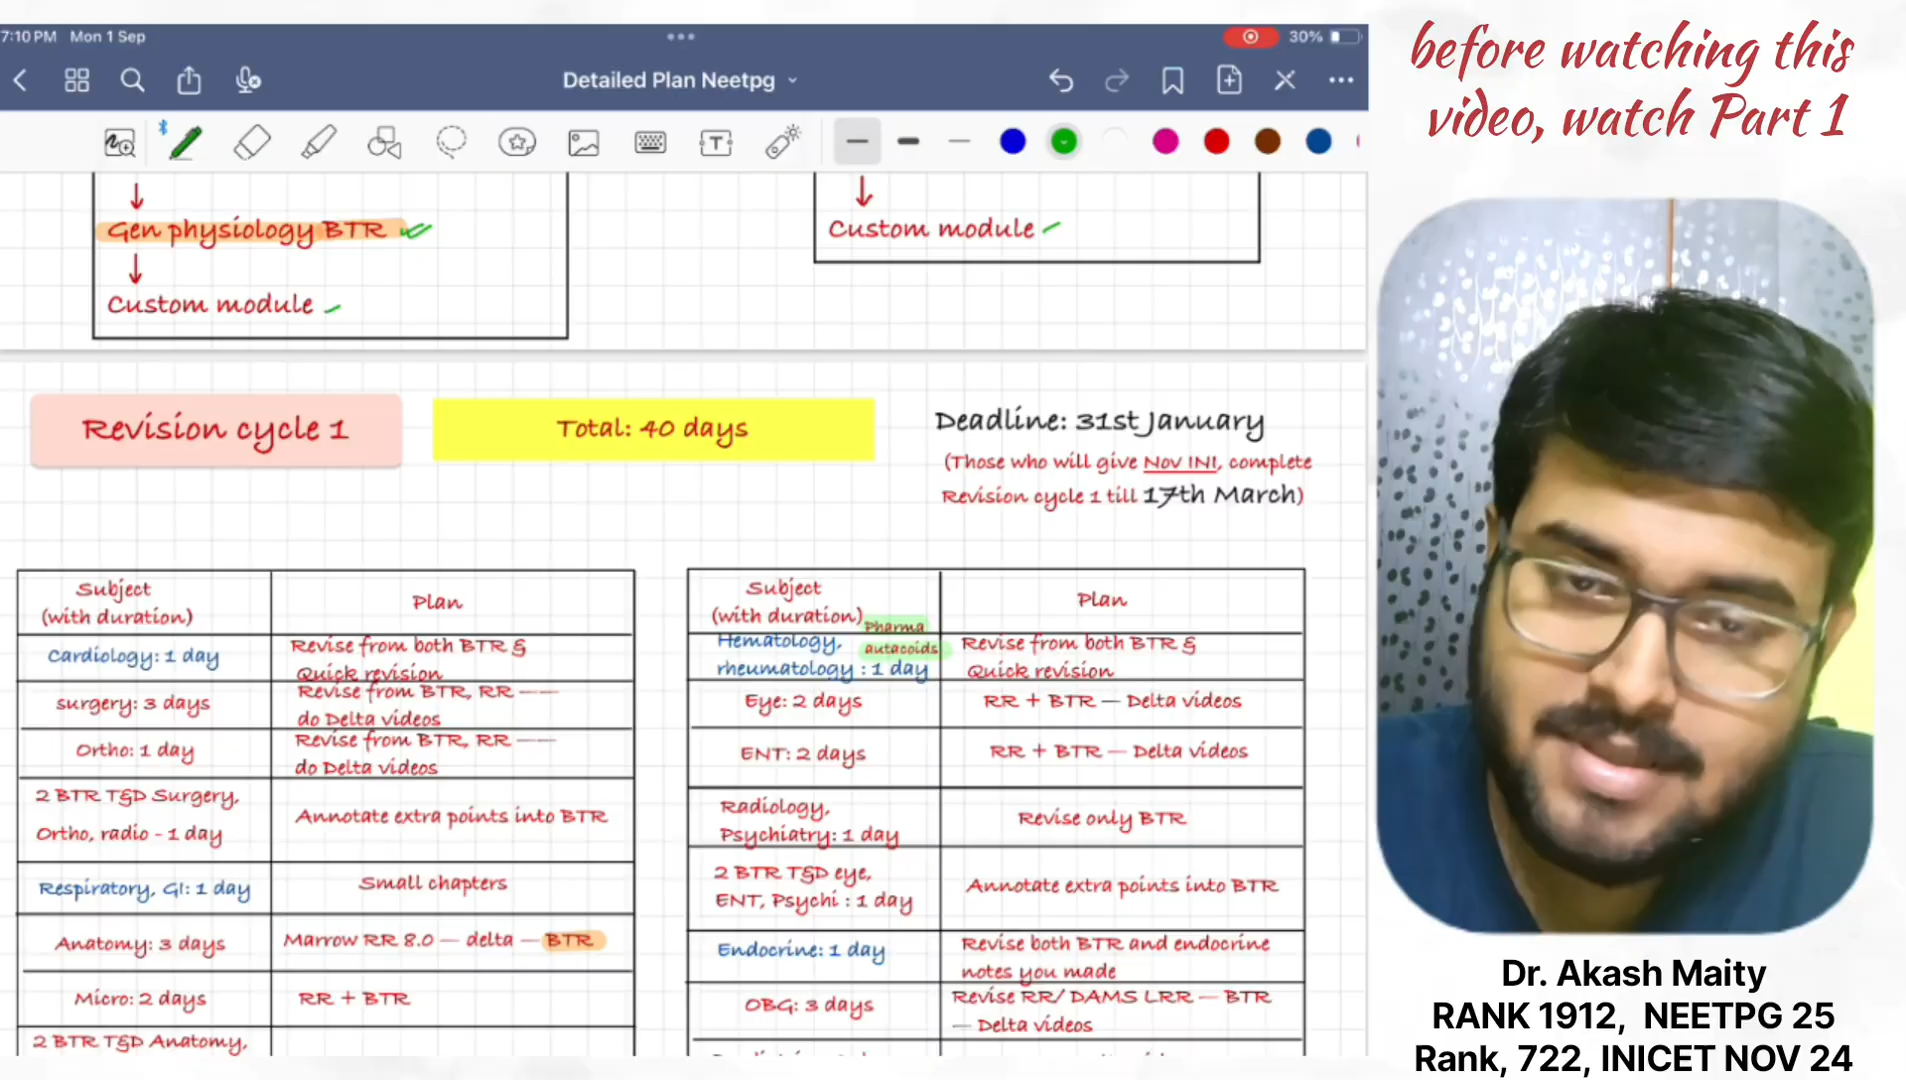 7:10 PM Mon 1 Sep
30%
Detailed Plan Neetpg
before watching this
video, watch Part 1
Gen physiology BTR
Custom module
Custom module
Revision cycle 1
Total: 40 days
Deadline: 31st January
(Those who will give Nov INI, complete
Revision cycle 1 till 17th March)
Subject
(with duration)
Plan
Cardiology: 1 day
Revise from both BTR &
Quick revision
surgery: 3 days
Revise from BTR, RR ——
do Delta videos
Ortho: 1 day
Revise from BTR, RR ——
do Delta videos
2 BTR T&D Surgery,
Ortho, radio - 1 day
Annotate extra points into BTR
Respiratory, GI: 1 day
Small chapters
Anatomy: 3 days
Marrow RR 8.0 — delta — BTR
Micro: 2 days
RR + BTR
2 BTR T&D Anatomy,
Subject
(with duration)
Plan
Pharma
autacoids
Hematology,
rheumatology : 1 day
Revise from both BTR &
Quick revision
Eye: 2 days
RR + BTR — Delta videos
ENT: 2 days
RR + BTR — Delta videos
Radiology,
Psychiatry: 1 day
Revise only BTR
2 BTR T&D eye,
ENT, Psychi : 1 day
Annotate extra points into BTR
Endocrine: 1 day
Revise both BTR and endocrine
notes you made
OBG: 3 days
Revise RR/ DAMS LRR — BTR
— Delta videos
Dr. Akash Maity
RANK 1912, NEETPG 25
Rank, 722, INICET NOV 24